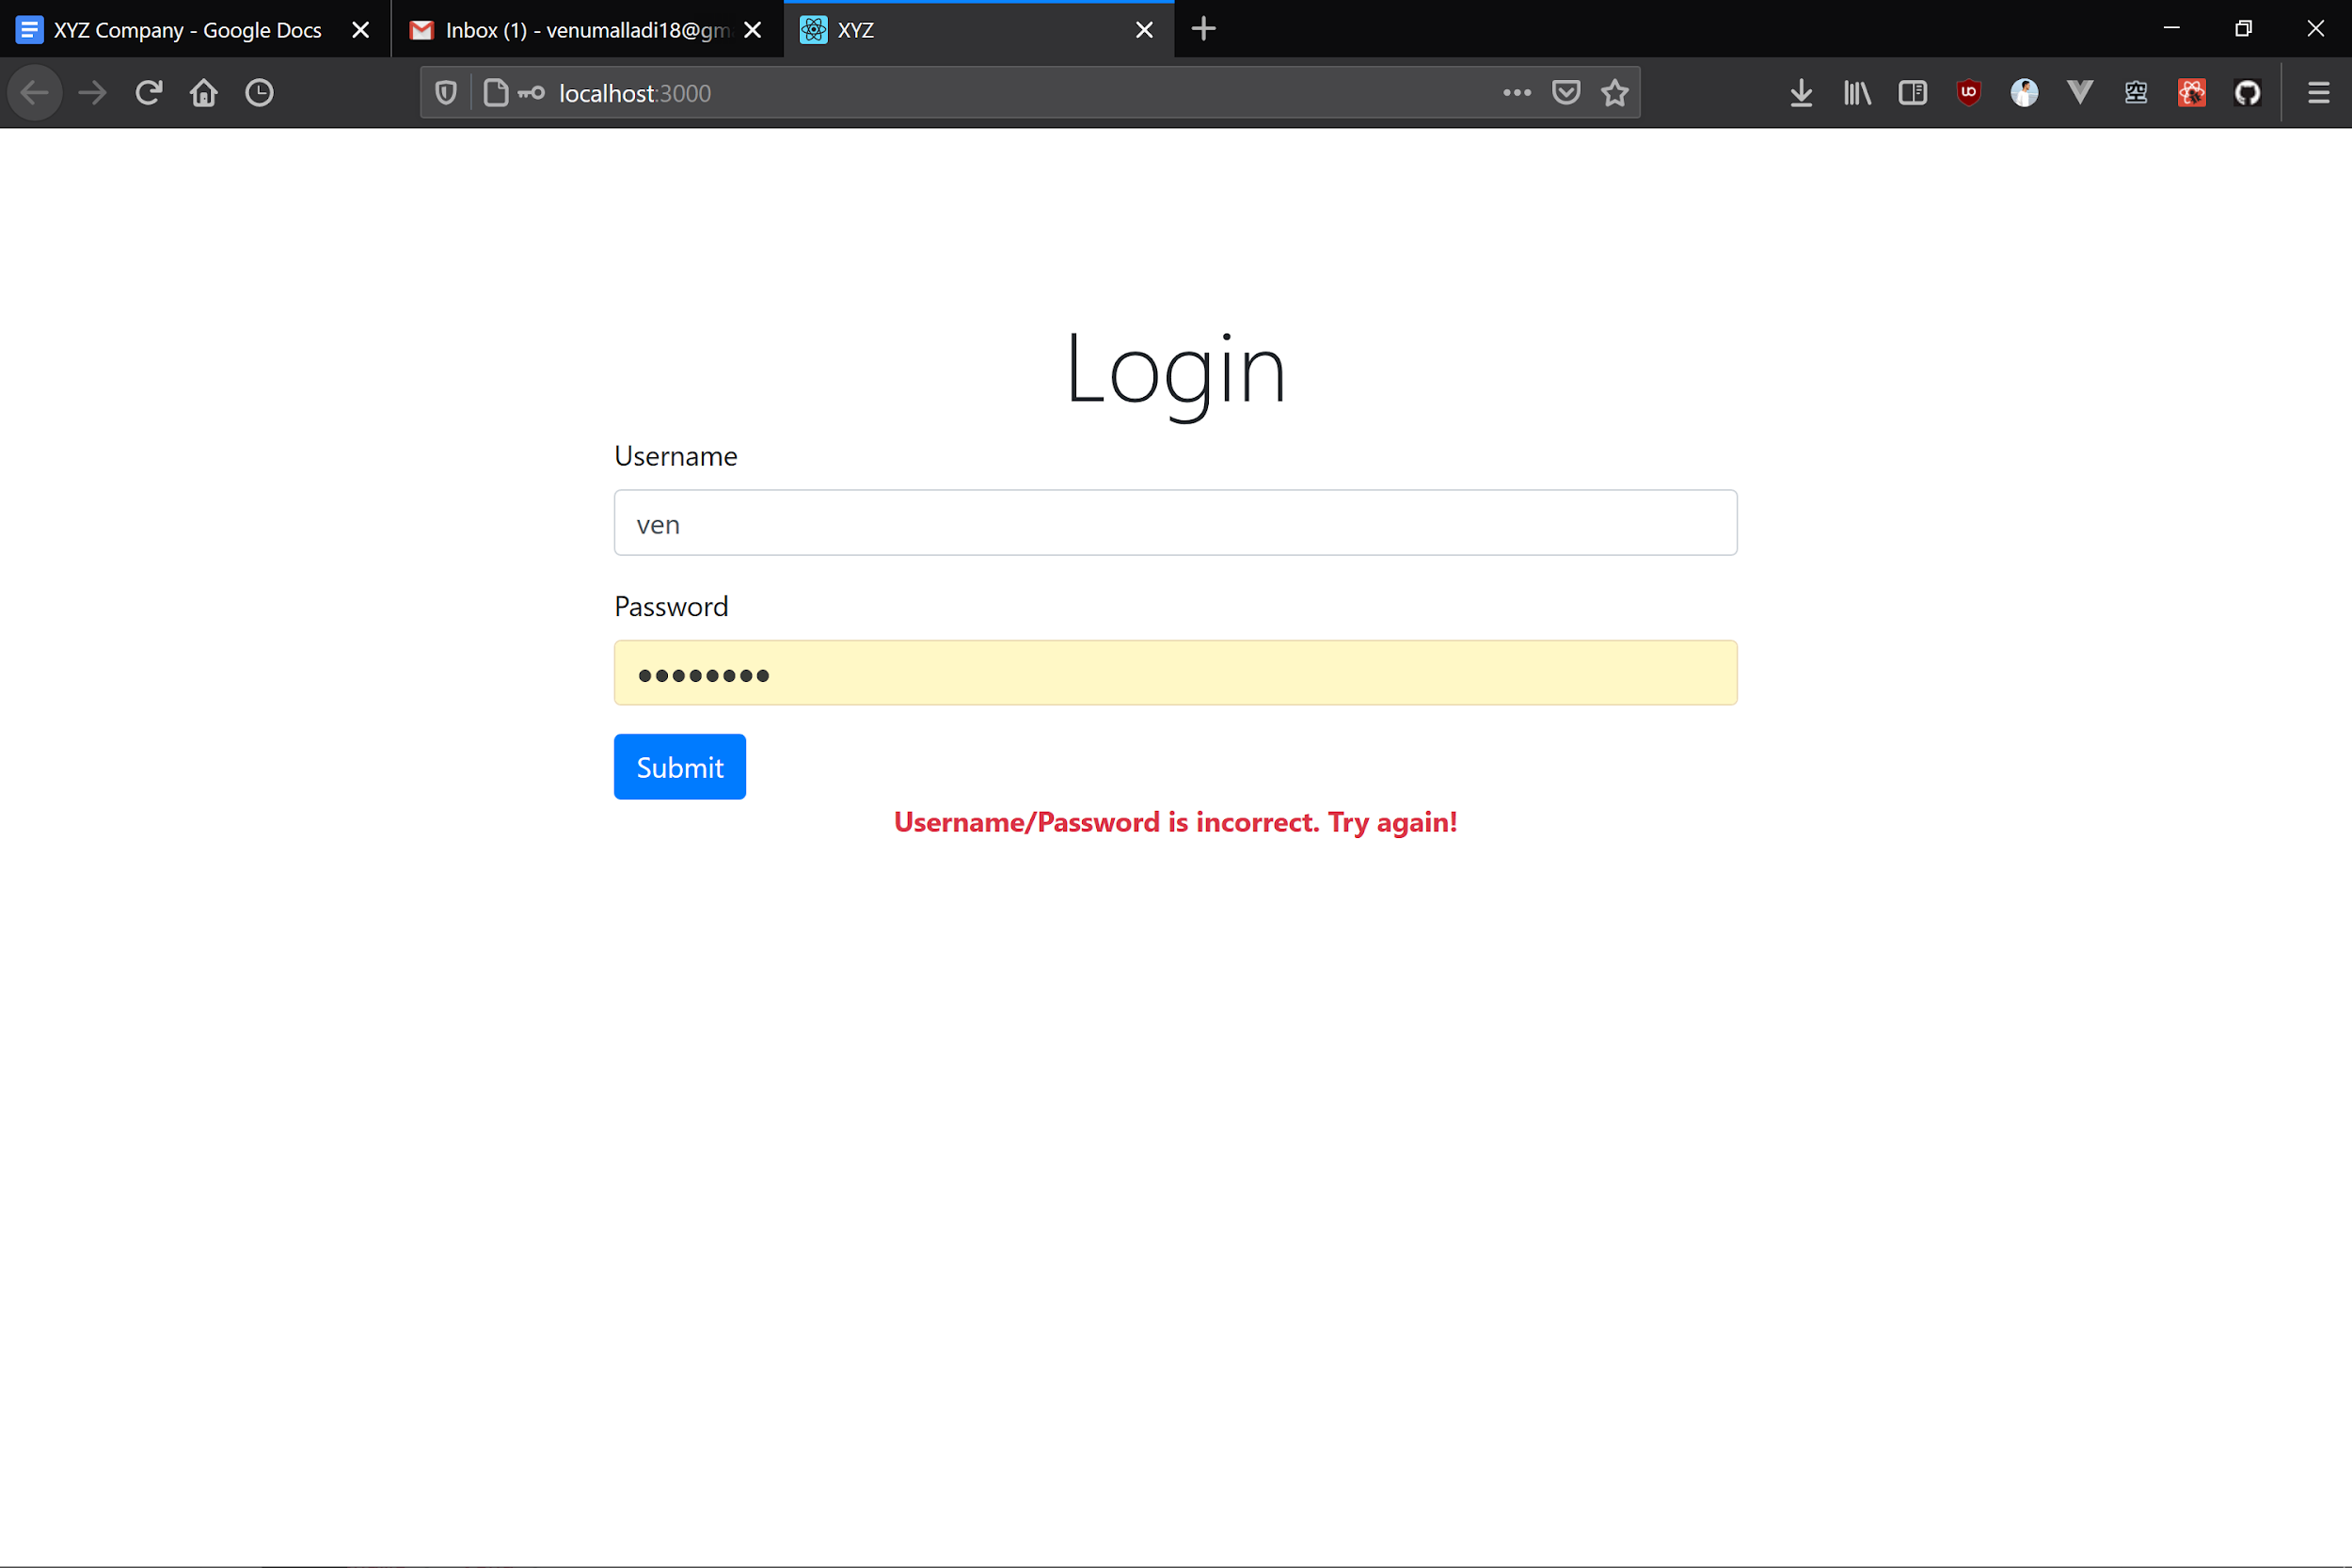 XYZ Company - Google Docs
Inbox (1) - venumalladi18@gm
XYZ
localhost:3000
Login
Username
ven
Password
Submit
Username/Password is incorrect. Try again!